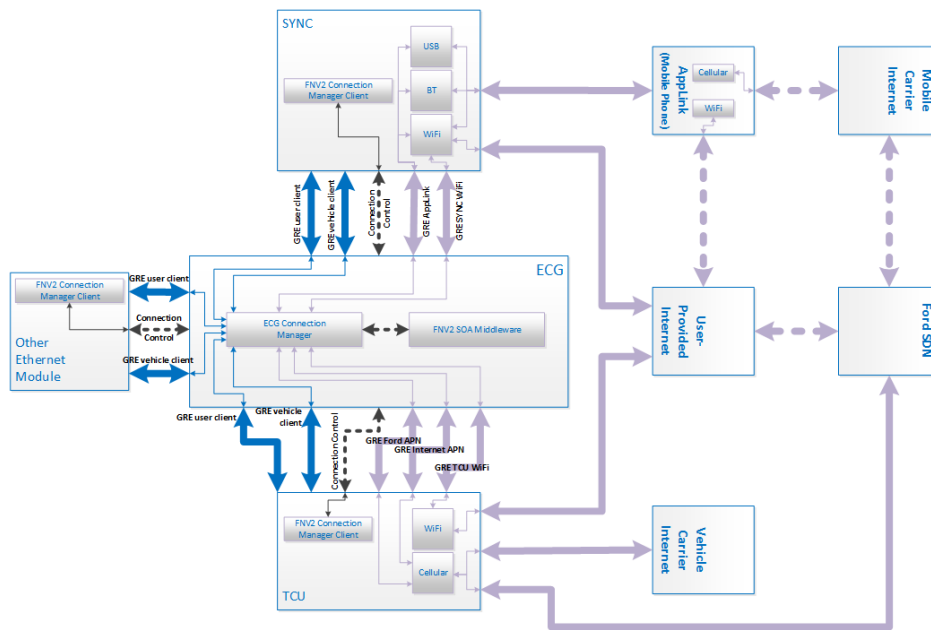 SYNC
USB
FNV2 Connection
Manager Client
BT
WiFi
AppLink
(Mobile Phone)
Cellular
WiFi
Mobile
Carrier
Internet
GRE user client
GRE vehicle client
Connection
Control
GRE AppLink
GRE SYNC WiFi
ECG
GRE user client
FNV2 Connection
Manager Client
Connection
Control
Other
Ethernet
Module
GRE vehicle client
ECG Connection
Manager
FNV2 SOA Middleware
User-
Provided
Internet
Ford SDN
GRE user client
GRE vehicle
client
Connection Control
GRE Ford APN
GRE Internet APN
GRE TCU WiFi
FNV2 Connection
Manager Client
WiFi
Cellular
TCU
Vehicle
Carrier
Internet